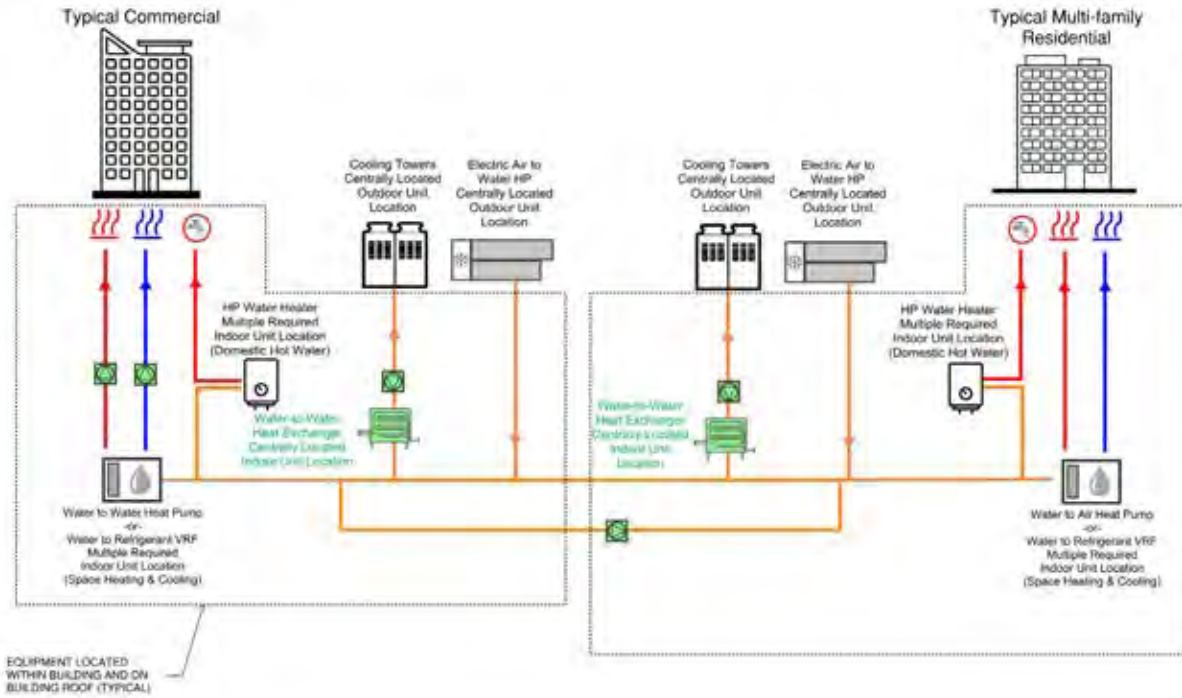 Typical Commercial
Typical Multi-family
Residential
Cooling Towers
Centrally Located
Outdoor Unit
Location
Electric Air to
Water HP
Centrally Located
Outdoor Unit
Location
Cooling Towers
Centrally Located
Outdoor Unit
Location
Electric Air to
Water HP
Centrally Located
Outdoor Unit
Location
HP Water Heater
Multiple Required
Indoor Unit Location
(Domestic Hot Water)
HP Water Heater
Multiple Required
Indoor Unit Location
(Domestic Hot Water)
Water-to-Water
Heat Exchanger
Centrally Located
Indoor Unit Location
Water-to-Water
Heat Exchanger
Centrally Located
Indoor Unit
Location
Water to Water Heat Pump
-or-
Water to Refrigerant VRF
Multiple Required
Indoor Unit Location
(Space Heating & Cooling)
Water to Air Heat Pump
-or-
Water to Refrigerant VRF
Multiple Required
Indoor Unit Location
(Space Heating & Cooling)
EQUIPMENT LOCATED
WITHIN BUILDING AND ON
BUILDING ROOF (TYPICAL)